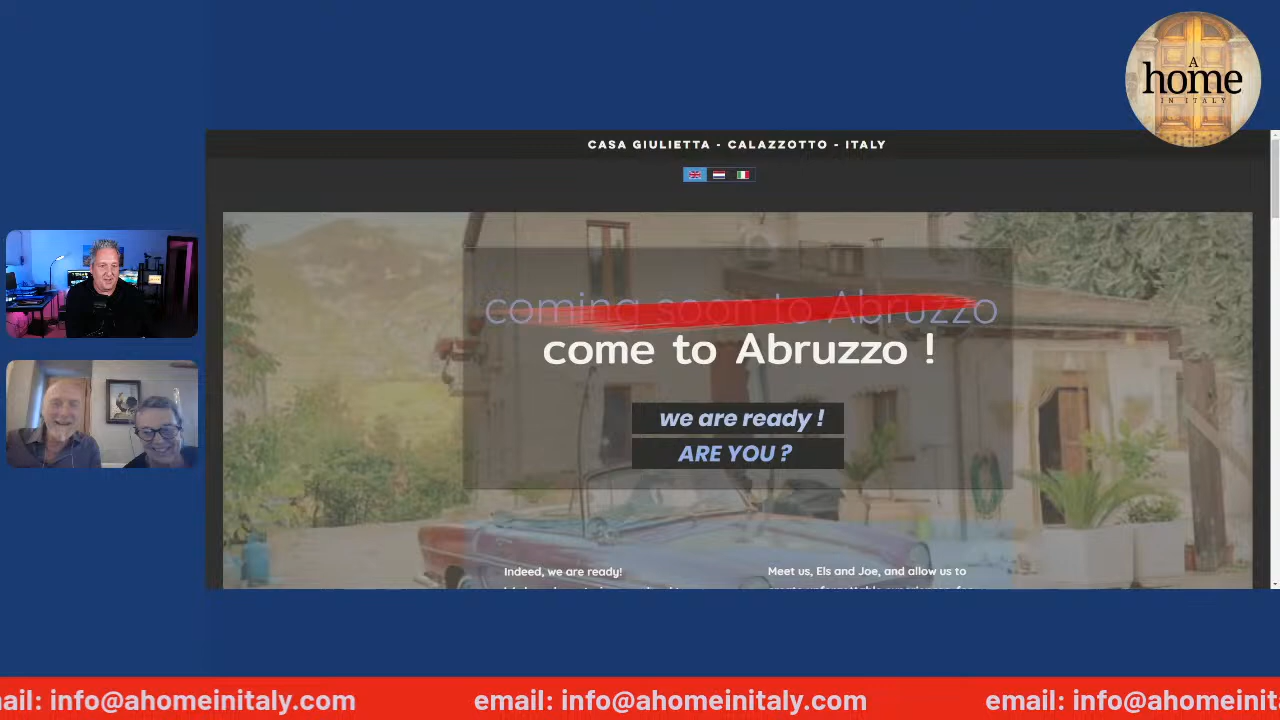 A
home
IN ITALY
CASA GIULIETTA - CALAZZOTTO - ITALY
coming soon to Abruzzo
come to Abruzzo !
we are ready !
ARE YOU ?
Indeed, we are ready!
Meet us, Els and Joe, and allow us to
mail: info@ahomeinitaly.com email: info@ahomeinitaly.com email: info@ahomeinita